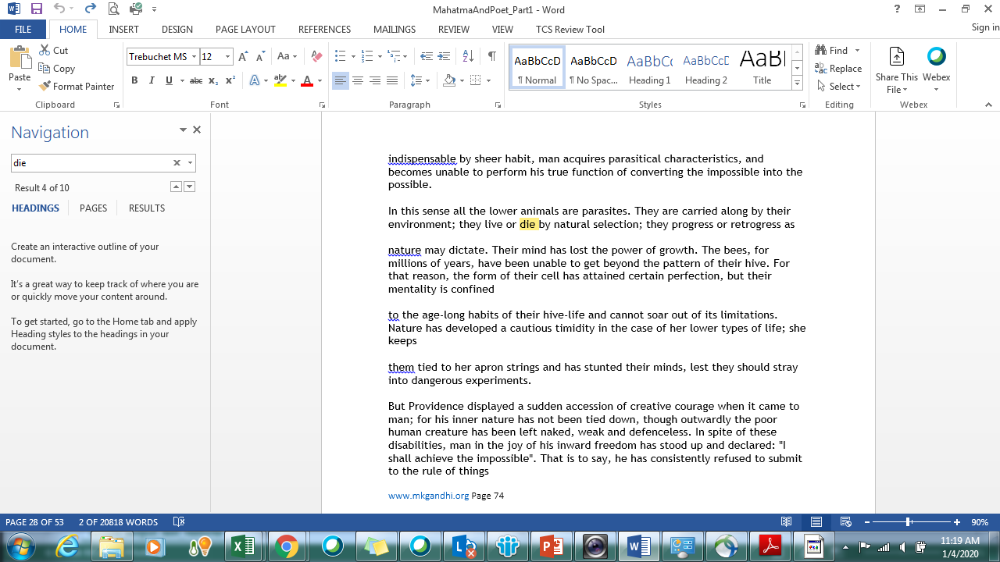 MahatmaAndPoet_Part1 - Word
?
Sign in
FILE HOME INSERT DESIGN PAGE LAYOUT REFERENCES MAILINGS REVIEW VIEW TCS Review Tool
Paste
Cut
Copy
Format Painter
Clipboard
Trebuchet MS 12
Aa
B I U abc x₂ x²
A ab A
Font
Paragraph
AaBbCcD AaBbCcD AaBbCc AaBbCcD AaBl
¶ Normal ¶ No Spac... Heading 1 Heading 2 Title
Styles
Find
Replace
Select
Editing
Share This File
Webex
Webex
Navigation
die
Result 4 of 10
HEADINGS PAGES RESULTS
Create an interactive outline of your
document.
It's a great way to keep track of where you are
or quickly move your content around.
To get started, go to the Home tab and apply
Heading styles to the headings in your
document.
indispensable by sheer habit, man acquires parasitical characteristics, and
becomes unable to perform his true function of converting the impossible into the
possible.
In this sense all the lower animals are parasites. They are carried along by their
environment; they live or die by natural selection; they progress or retrogress as
nature may dictate. Their mind has lost the power of growth. The bees, for
millions of years, have been unable to get beyond the pattern of their hive. For
that reason, the form of their cell has attained certain perfection, but their
mentality is confined
to the age-long habits of their hive-life and cannot soar out of its limitations.
Nature has developed a cautious timidity in the case of her lower types of life; she
keeps
them tied to her apron strings and has stunted their minds, lest they should stray
into dangerous experiments.
But Providence displayed a sudden accession of creative courage when it came to
man; for his inner nature has not been tied down, though outwardly the poor
human creature has been left naked, weak and defenceless. In spite of these
disabilities, man in the joy of his inward freedom has stood up and declared: "I
shall achieve the impossible". That is to say, he has consistently refused to submit
to the rule of things
www.mkgandhi.org Page 74
PAGE 28 OF 53 2 OF 20818 WORDS
90%
11:19 AM
1/4/2020